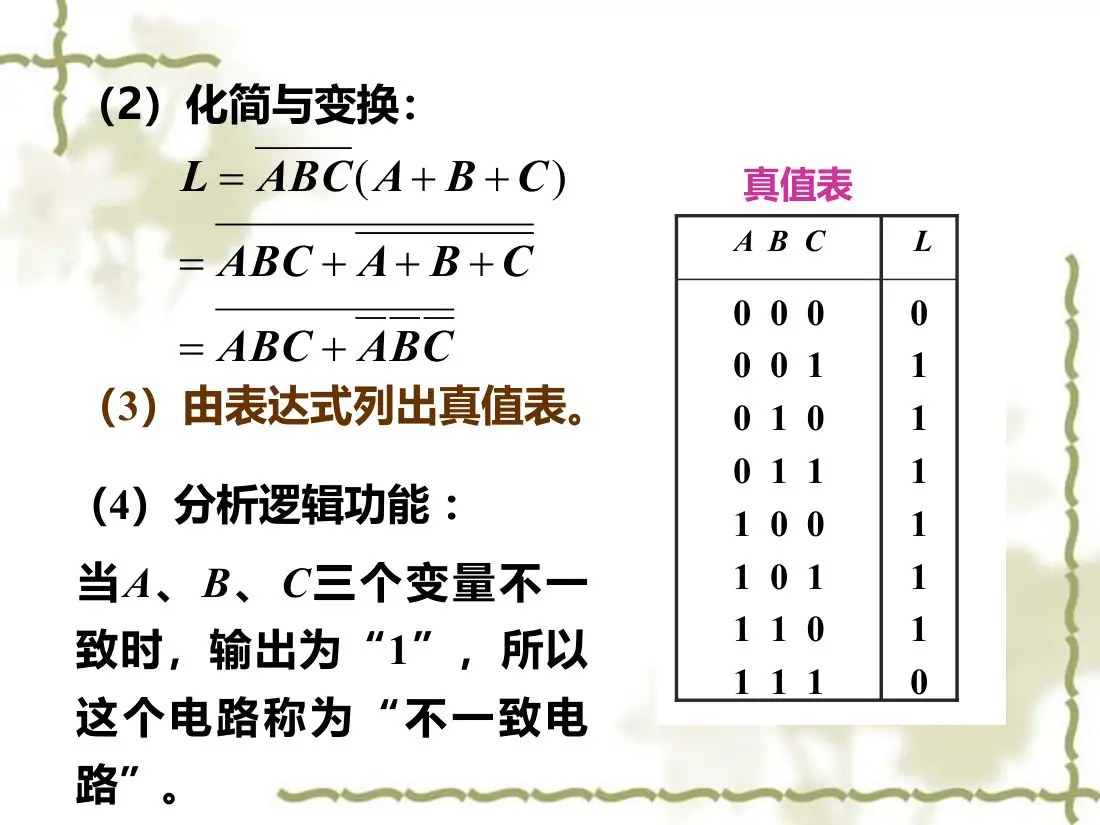 （2）化简与变换：
L = \overline{ABC}(A + B + C)
= \overline{ABC + \overline{A + B + C}}
= \overline{ABC + \overline{A}\,\overline{B}\,\overline{C}}
（3）由表达式列出真值表。
（4）分析逻辑功能：
当A、B、C三个变量不一
致时，输出为“1”，所以
这个电路称为“不一致电
路”。
真值表
A B C L
0 0 0 0
0 0 1 1
0 1 0 1
0 1 1 1
1 0 0 1
1 0 1 1
1 1 0 1
1 1 1 0